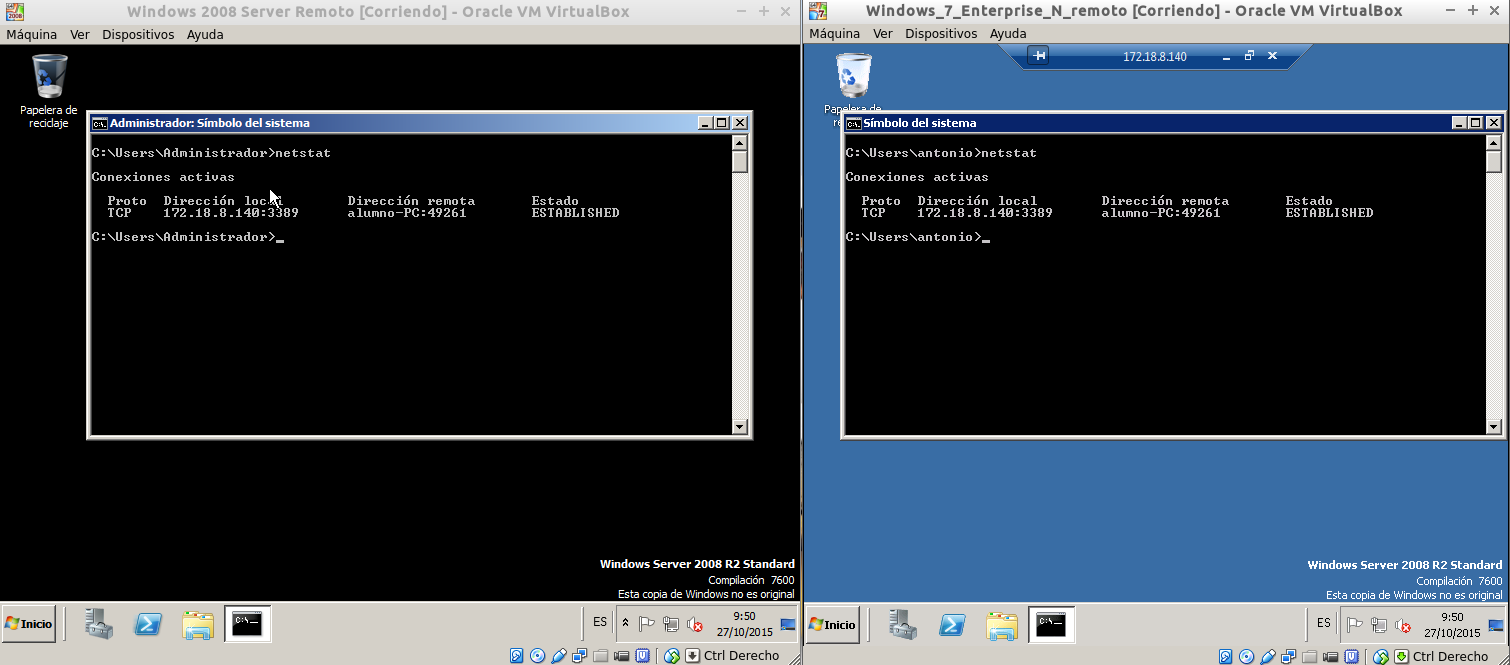 Windows 2008 Server Remoto [Corriendo] - Oracle VM VirtualBox
Máquina Ver Dispositivos Ayuda
Papelera de
reciclaje
Administrador: Símbolo del sistema
C:\Users\Administrador>netstat
Conexiones activas
Proto Dirección local Dirección remota Estado
TCP 172.18.8.140:3389 alumno-PC:49261 ESTABLISHED
C:\Users\Administrador>_
Windows Server 2008 R2 Standard
Compilación 7600
Esta copia de Windows no es original
Inicio
ES
9:50
27/10/2015
Ctrl Derecho
Windows_7_Enterprise_N_remoto [Corriendo] - Oracle VM VirtualBox
Máquina Ver Dispositivos Ayuda
172.18.8.140
Papelera de
re
Símbolo del sistema
C:\Users\antonio>netstat
Conexiones activas
Proto Dirección local Dirección remota Estado
TCP 172.18.8.140:3389 alumno-PC:49261 ESTABLISHED
C:\Users\antonio>_
Windows Server 2008 R2 Standard
Compilación 7600
Esta copia de Windows no es original
Inicio
ES
9:50
27/10/2015
Ctrl Derecho